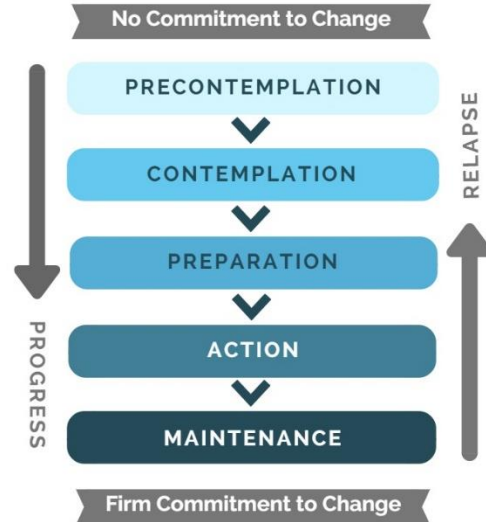 No Commitment to Change
PRECONTEMPLATION
CONTEMPLATION
PREPARATION
ACTION
MAINTENANCE
Firm Commitment to Change
PROGRESS
RELAPSE